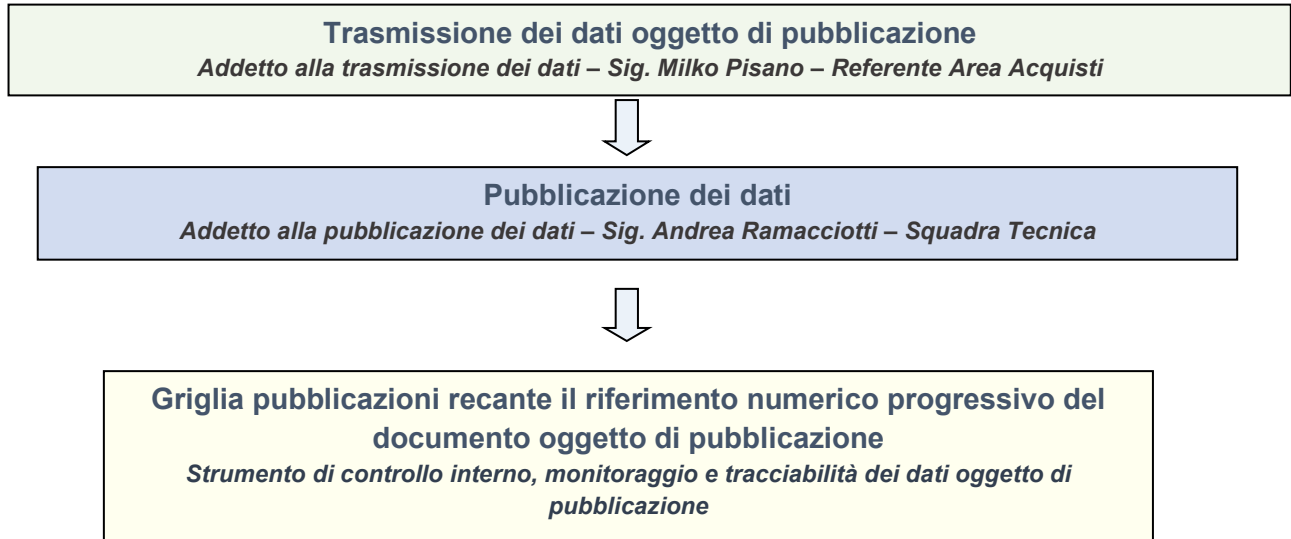 Trasmissione dei dati oggetto di pubblicazione
Addetto alla trasmissione dei dati – Sig. Milko Pisano – Referente Area Acquisti
Pubblicazione dei dati
Addetto alla pubblicazione dei dati – Sig. Andrea Ramacciotti – Squadra Tecnica
Griglia pubblicazioni recante il riferimento numerico progressivo del
documento oggetto di pubblicazione
Strumento di controllo interno, monitoraggio e tracciabilità dei dati oggetto di
pubblicazione